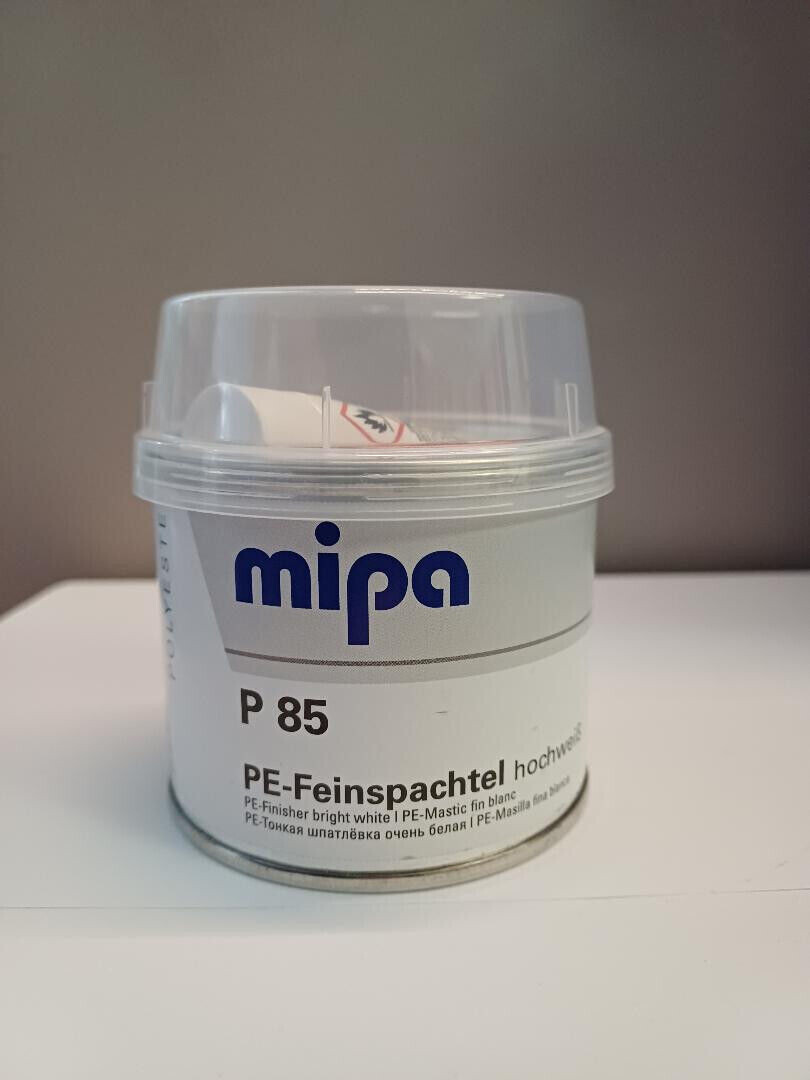 mipa
POLYESTE
P 85
PE-Feinspachtel hochweiß
PE-Finisher bright white | PE-Mastic fin blanc
PE-Тонкая шпатлёвка очень белая | PE-Masilla fina blanca